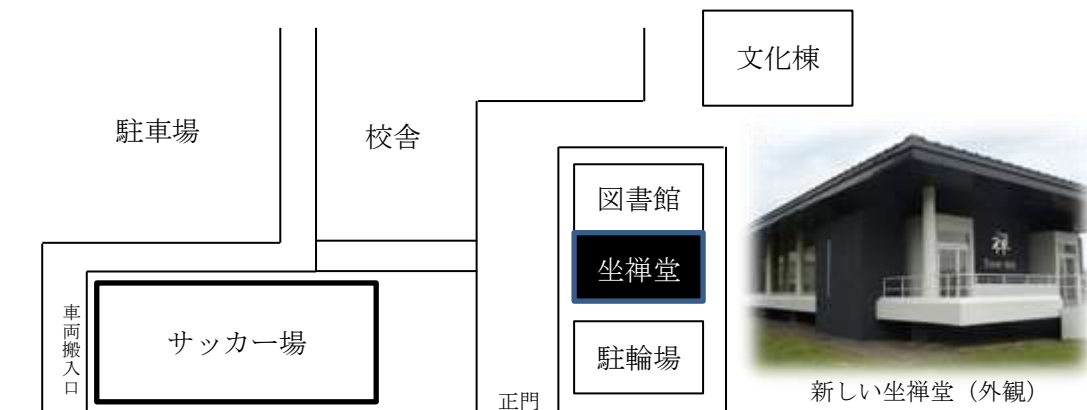 文化棟
駐車場
校舎
図書館
坐禅堂
禅
車両搬入口
サッカー場
駐輪場
正門
新しい坐禅堂（外観）